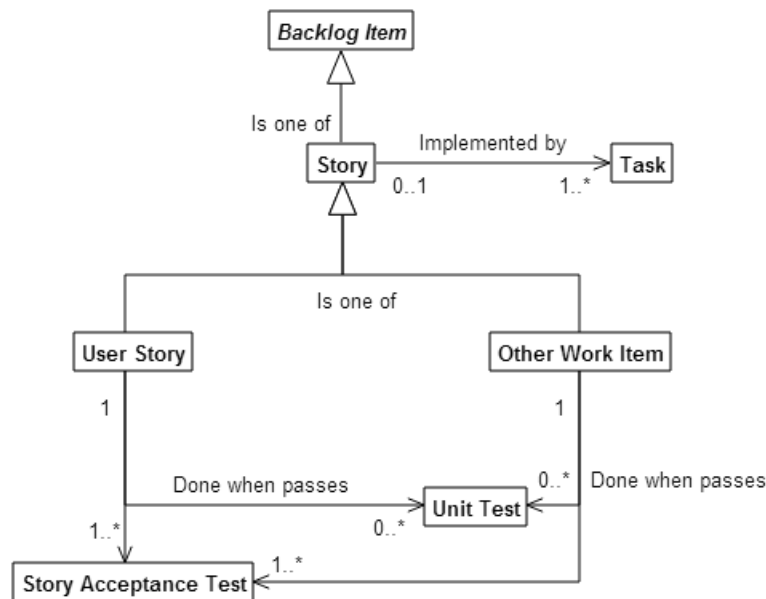 Backlog Item
Is one of
Story
Implemented by
Task
0..1
1..*
Is one of
User Story
Other Work Item
1
1
Done when passes
0..*
Done when passes
Unit Test
1..*
0..*
1..*
Story Acceptance Test